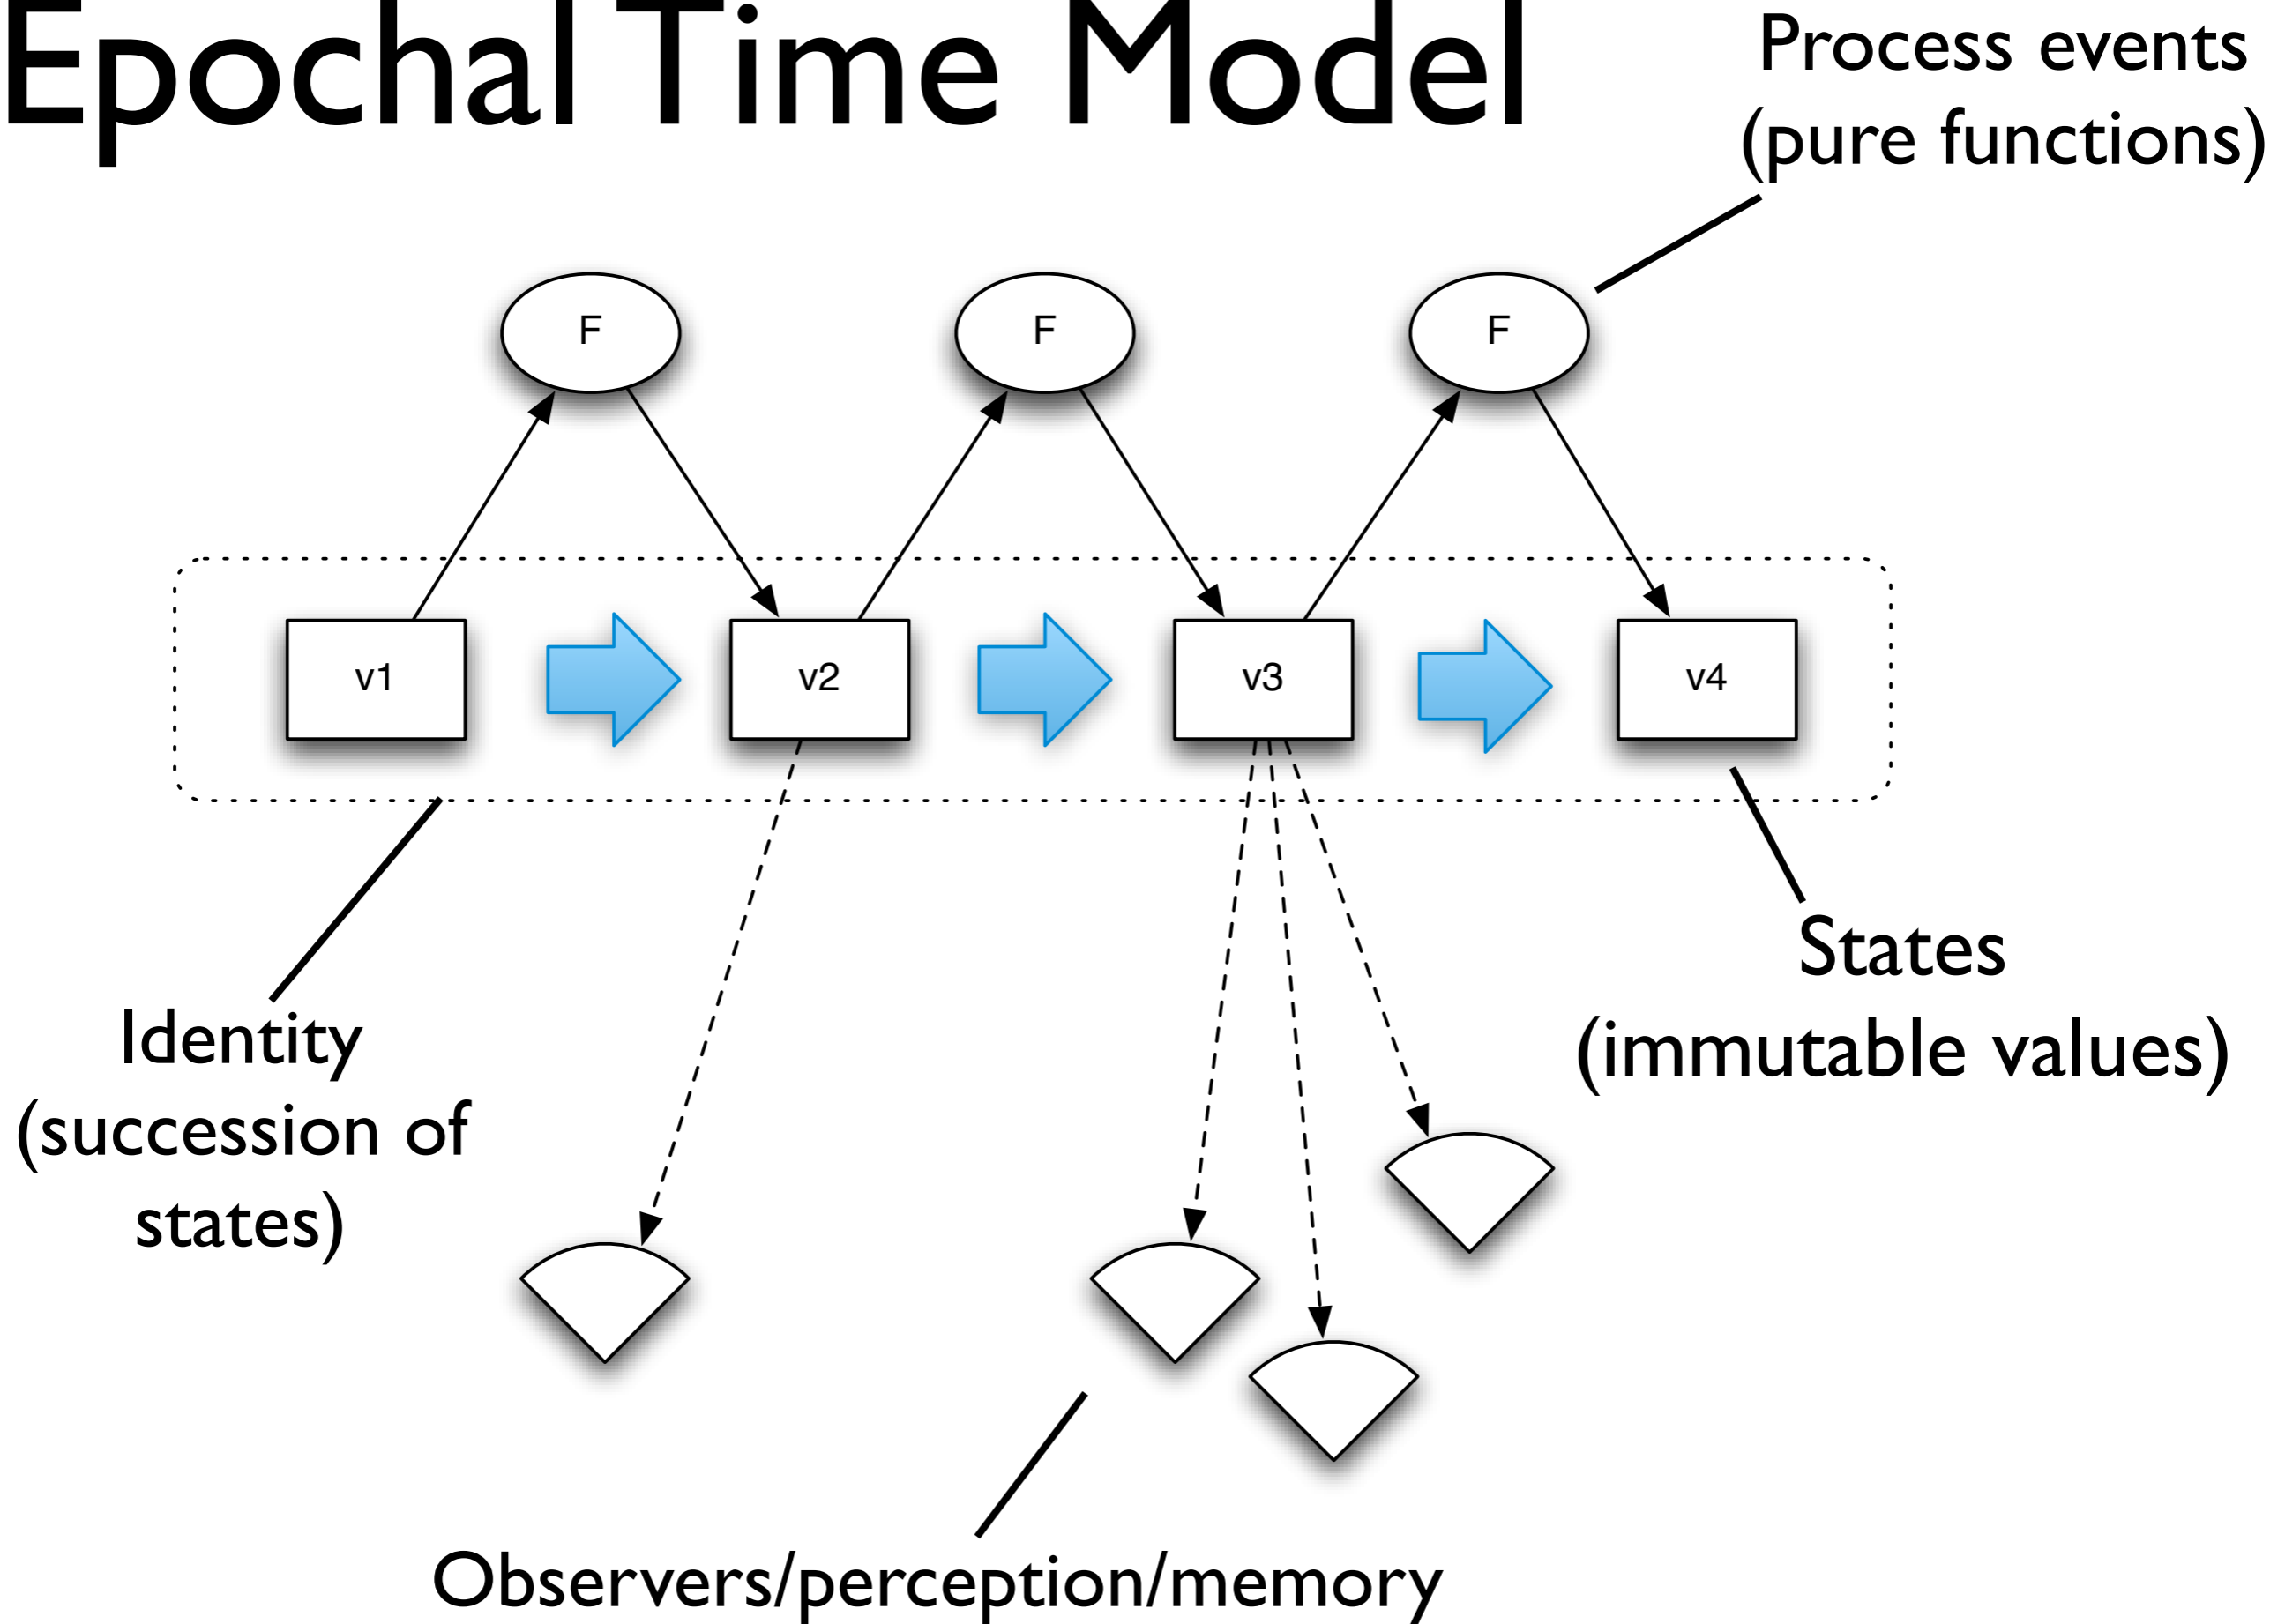 Epochal Time Model
Process events
(pure functions)
F
F
F
v1
v2
v3
v4
Identity
(succession of
states)
States
(immutable values)
Observers/perception/memory